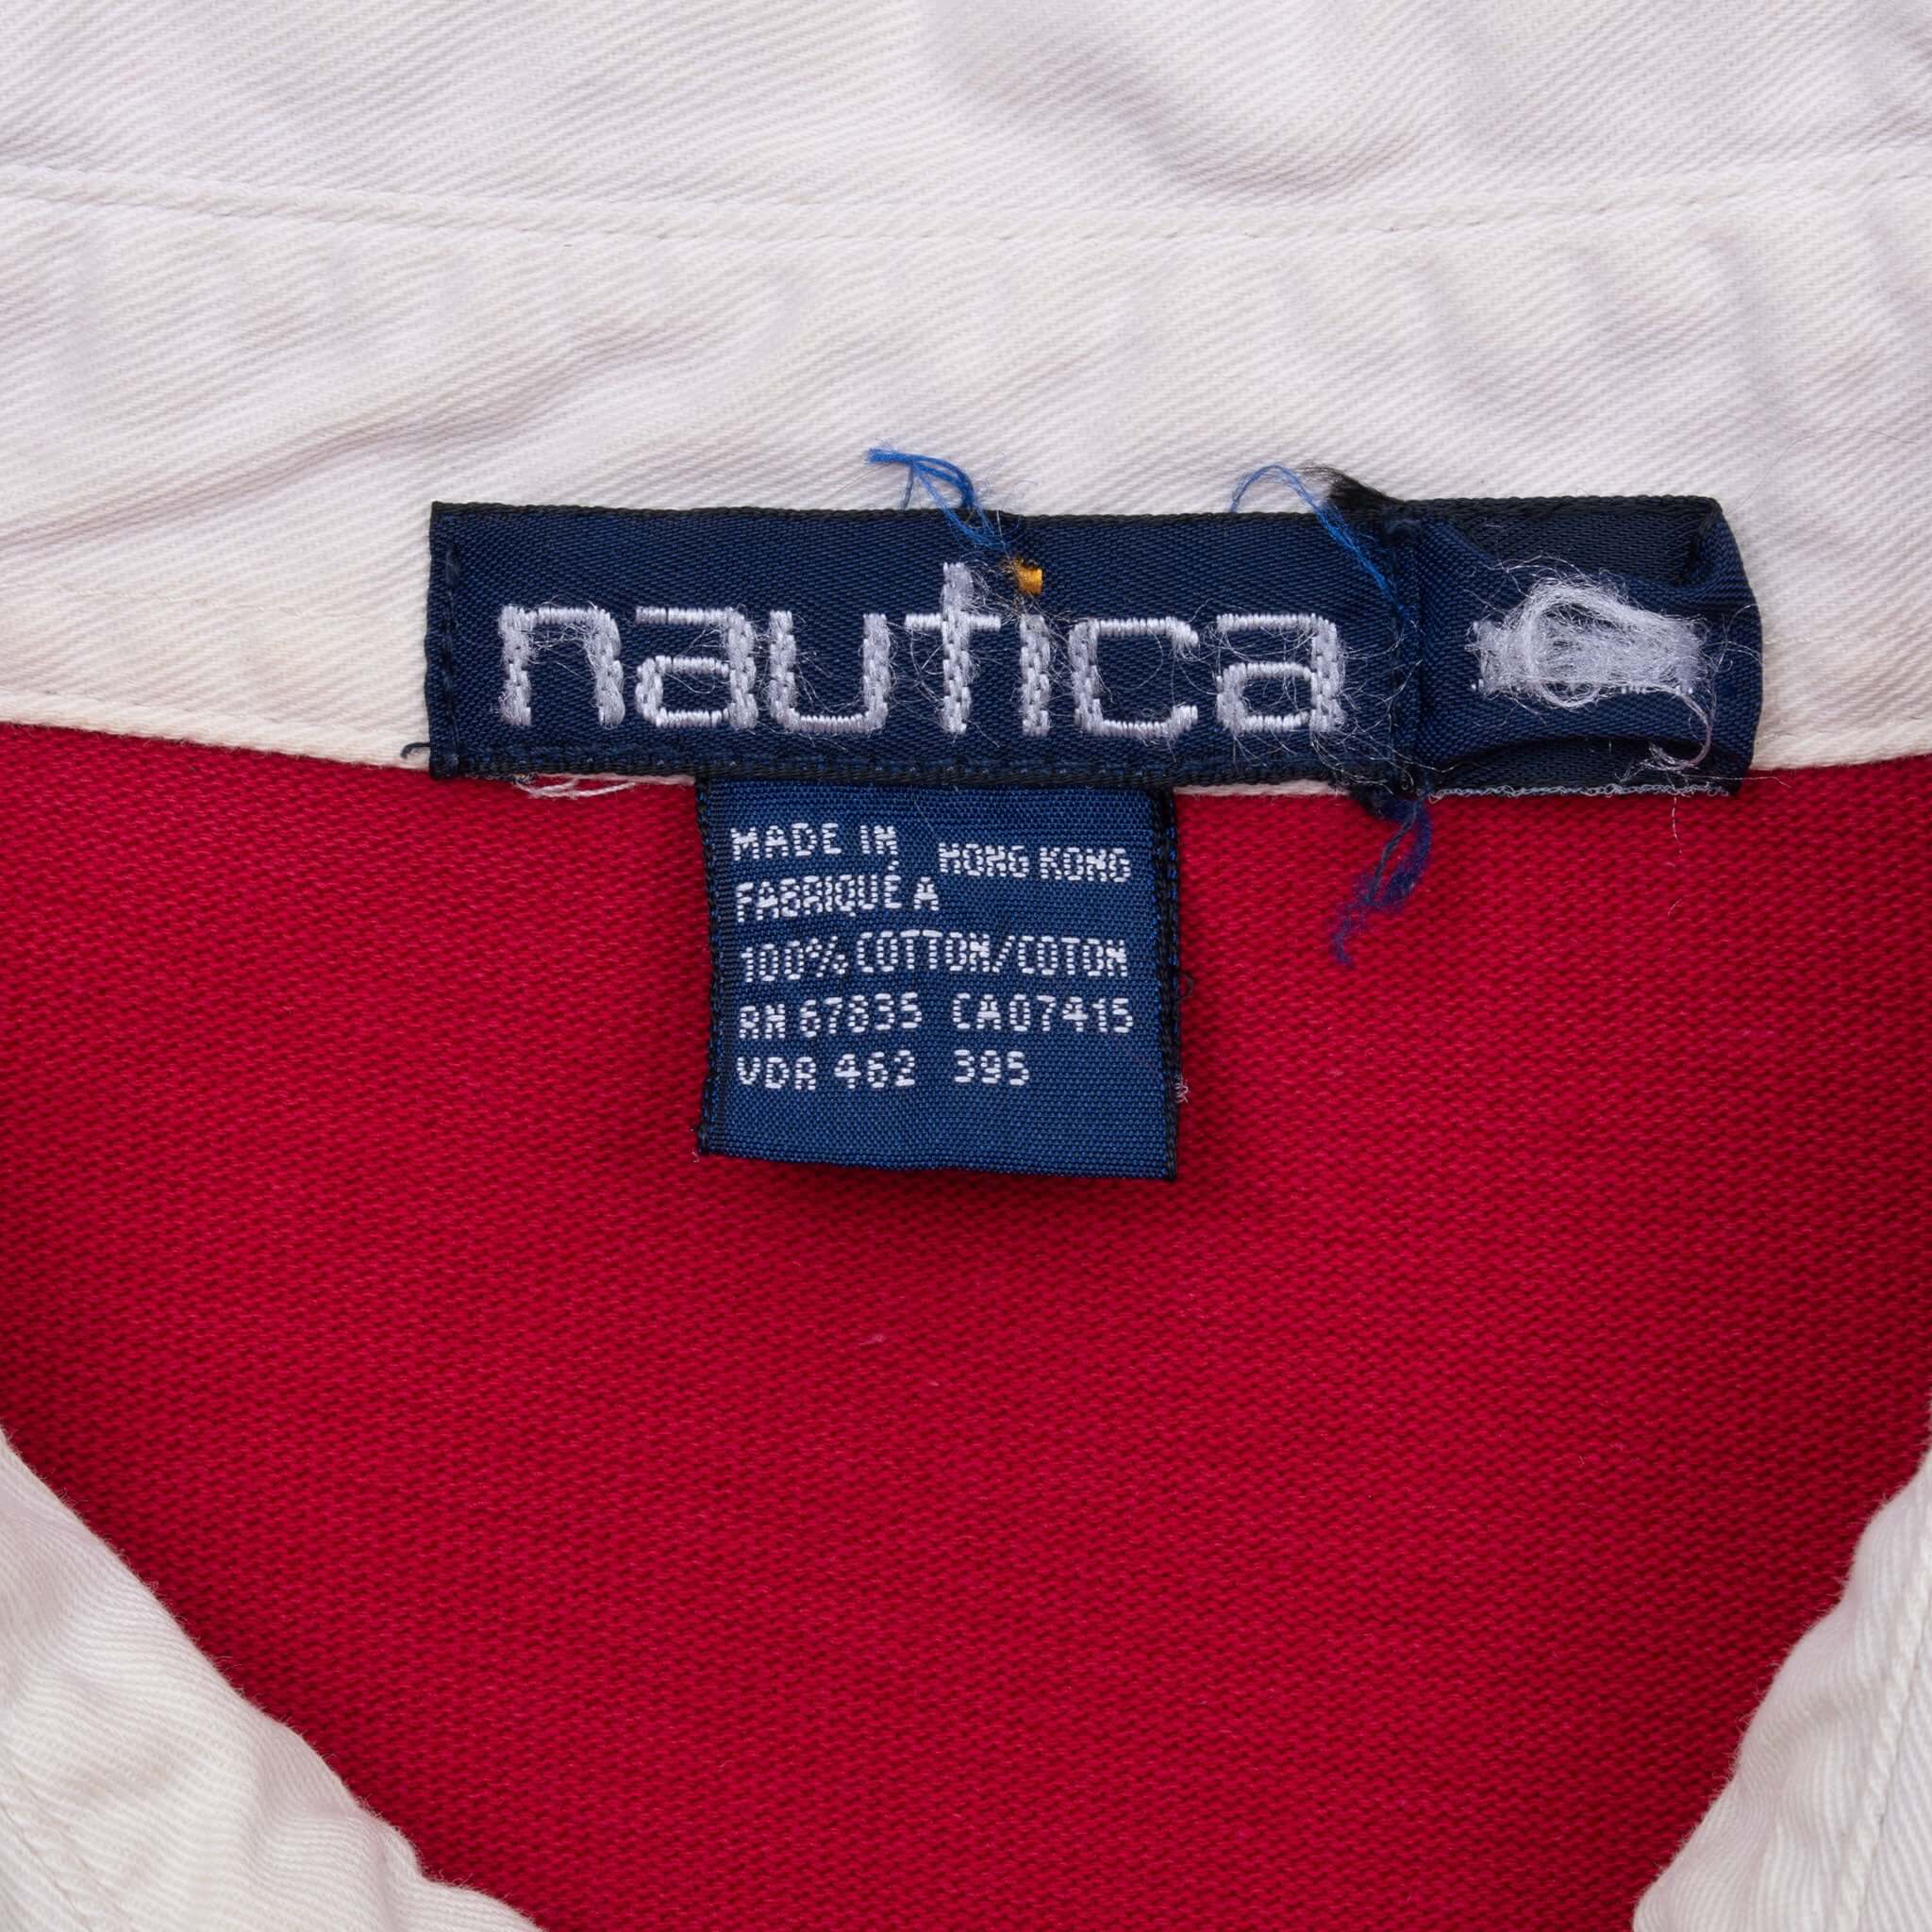 nautica
MADE IN
FABRIQUÉ À HONG KONG
100% COTTON/COTON
RN 67835 CA07415
VDR 462 395